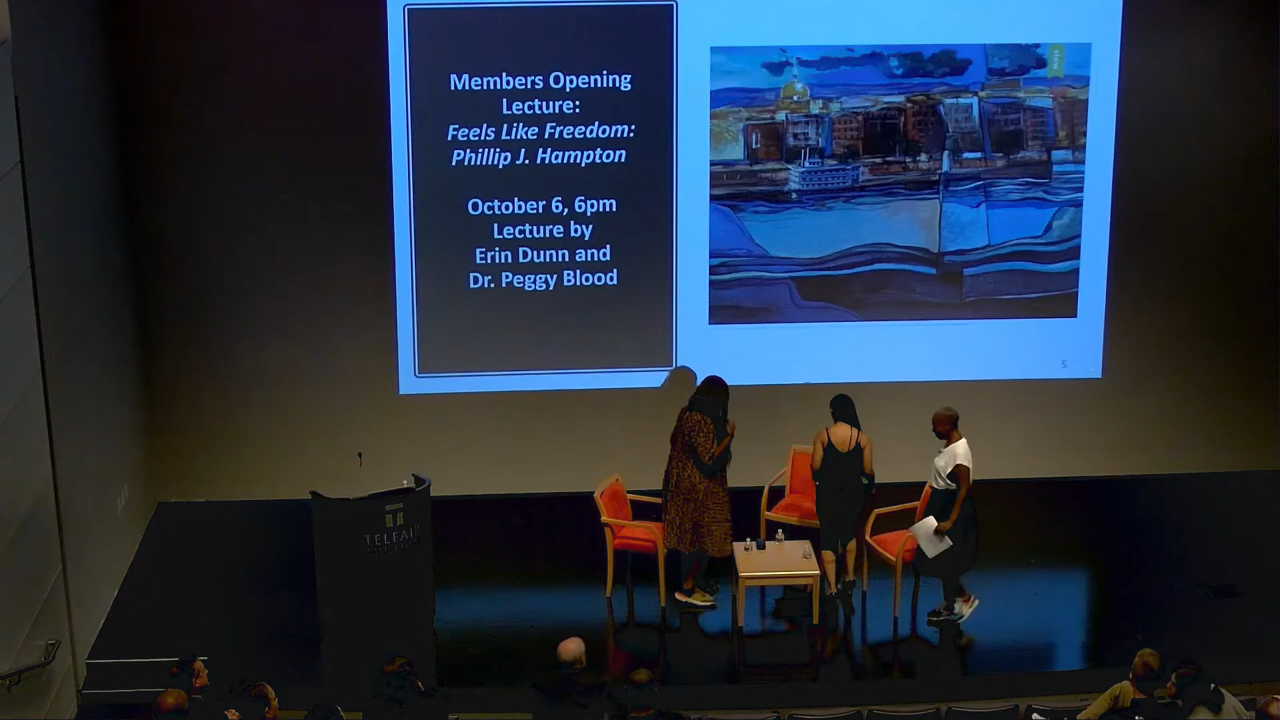 Members Opening
Lecture:
Feels Like Freedom:
Phillip J. Hampton
October 6, 6pm
Lecture by
Erin Dunn and
Dr. Peggy Blood
5
TELFAIR